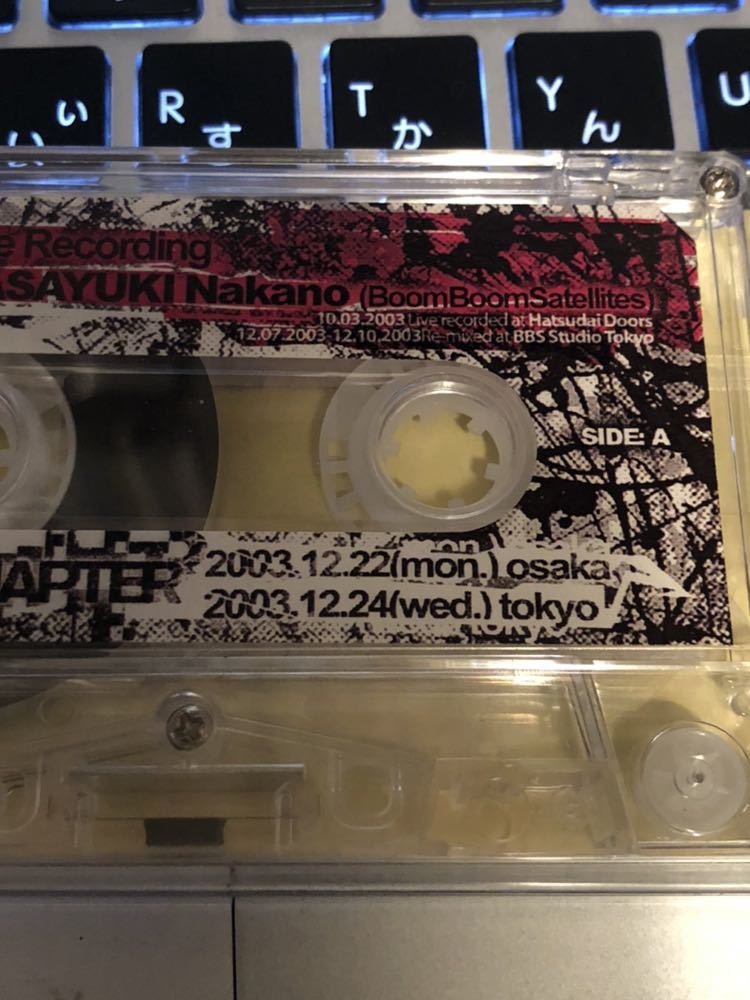 ぃ
い
R
す
T
か
Y
ん
U
e Recording
ASAYUKI Nakano (BoomBoomSatellites)
10.03.2003 Live recorded at Hatsudai Doors
12.07.2003-12.10.2003 Re-mixed at BBS Studio Tokyo
SIDE: A
2003.12.22(mon.) osaka
APTER
2003.12.24(wed.) tokyo